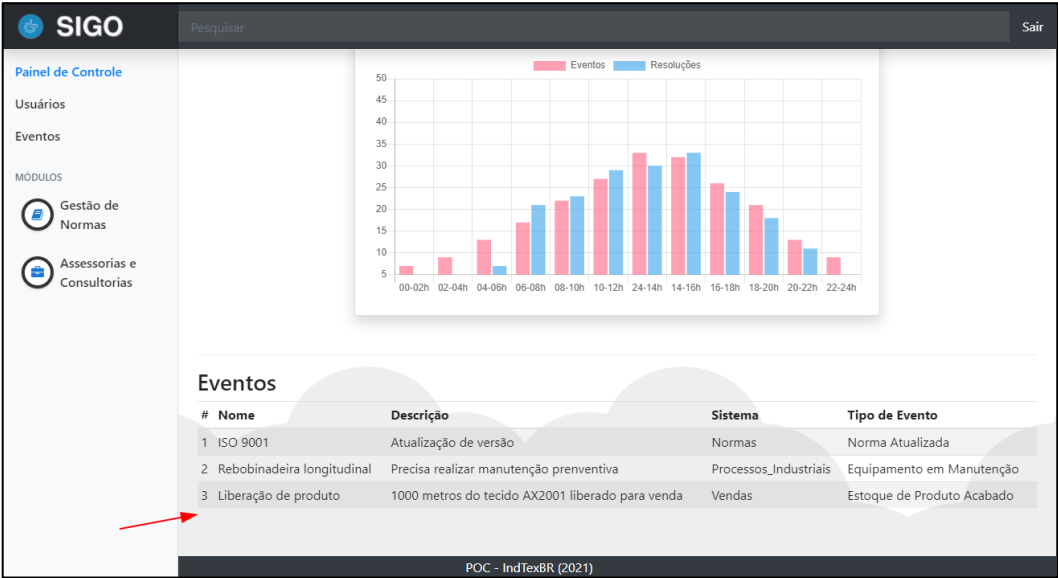 SIGO
Pesquisar
Sair
Painel de Controle
Usuários
Eventos
MÓDULOS
Gestão de
Normas
Assessorias e
Consultorias
Eventos Resoluções
50
45
40
35
30
25
20
15
10
5
00-02h 02-04h 04-06h 06-08h 08-10h 10-12h 24-14h 14-16h 16-18h 18-20h 20-22h 22-24h
Eventos
# Nome Descrição Sistema Tipo de Evento
1 ISO 9001 Atualização de versão Normas Norma Atualizada
2 Rebobinadeira longitudinal Precisa realizar manutenção prenventiva Processos_Industriais Equipamento em Manutenção
3 Liberação de produto 1000 metros do tecido AX2001 liberado para venda Vendas Estoque de Produto Acabado
POC - IndTexBR (2021)